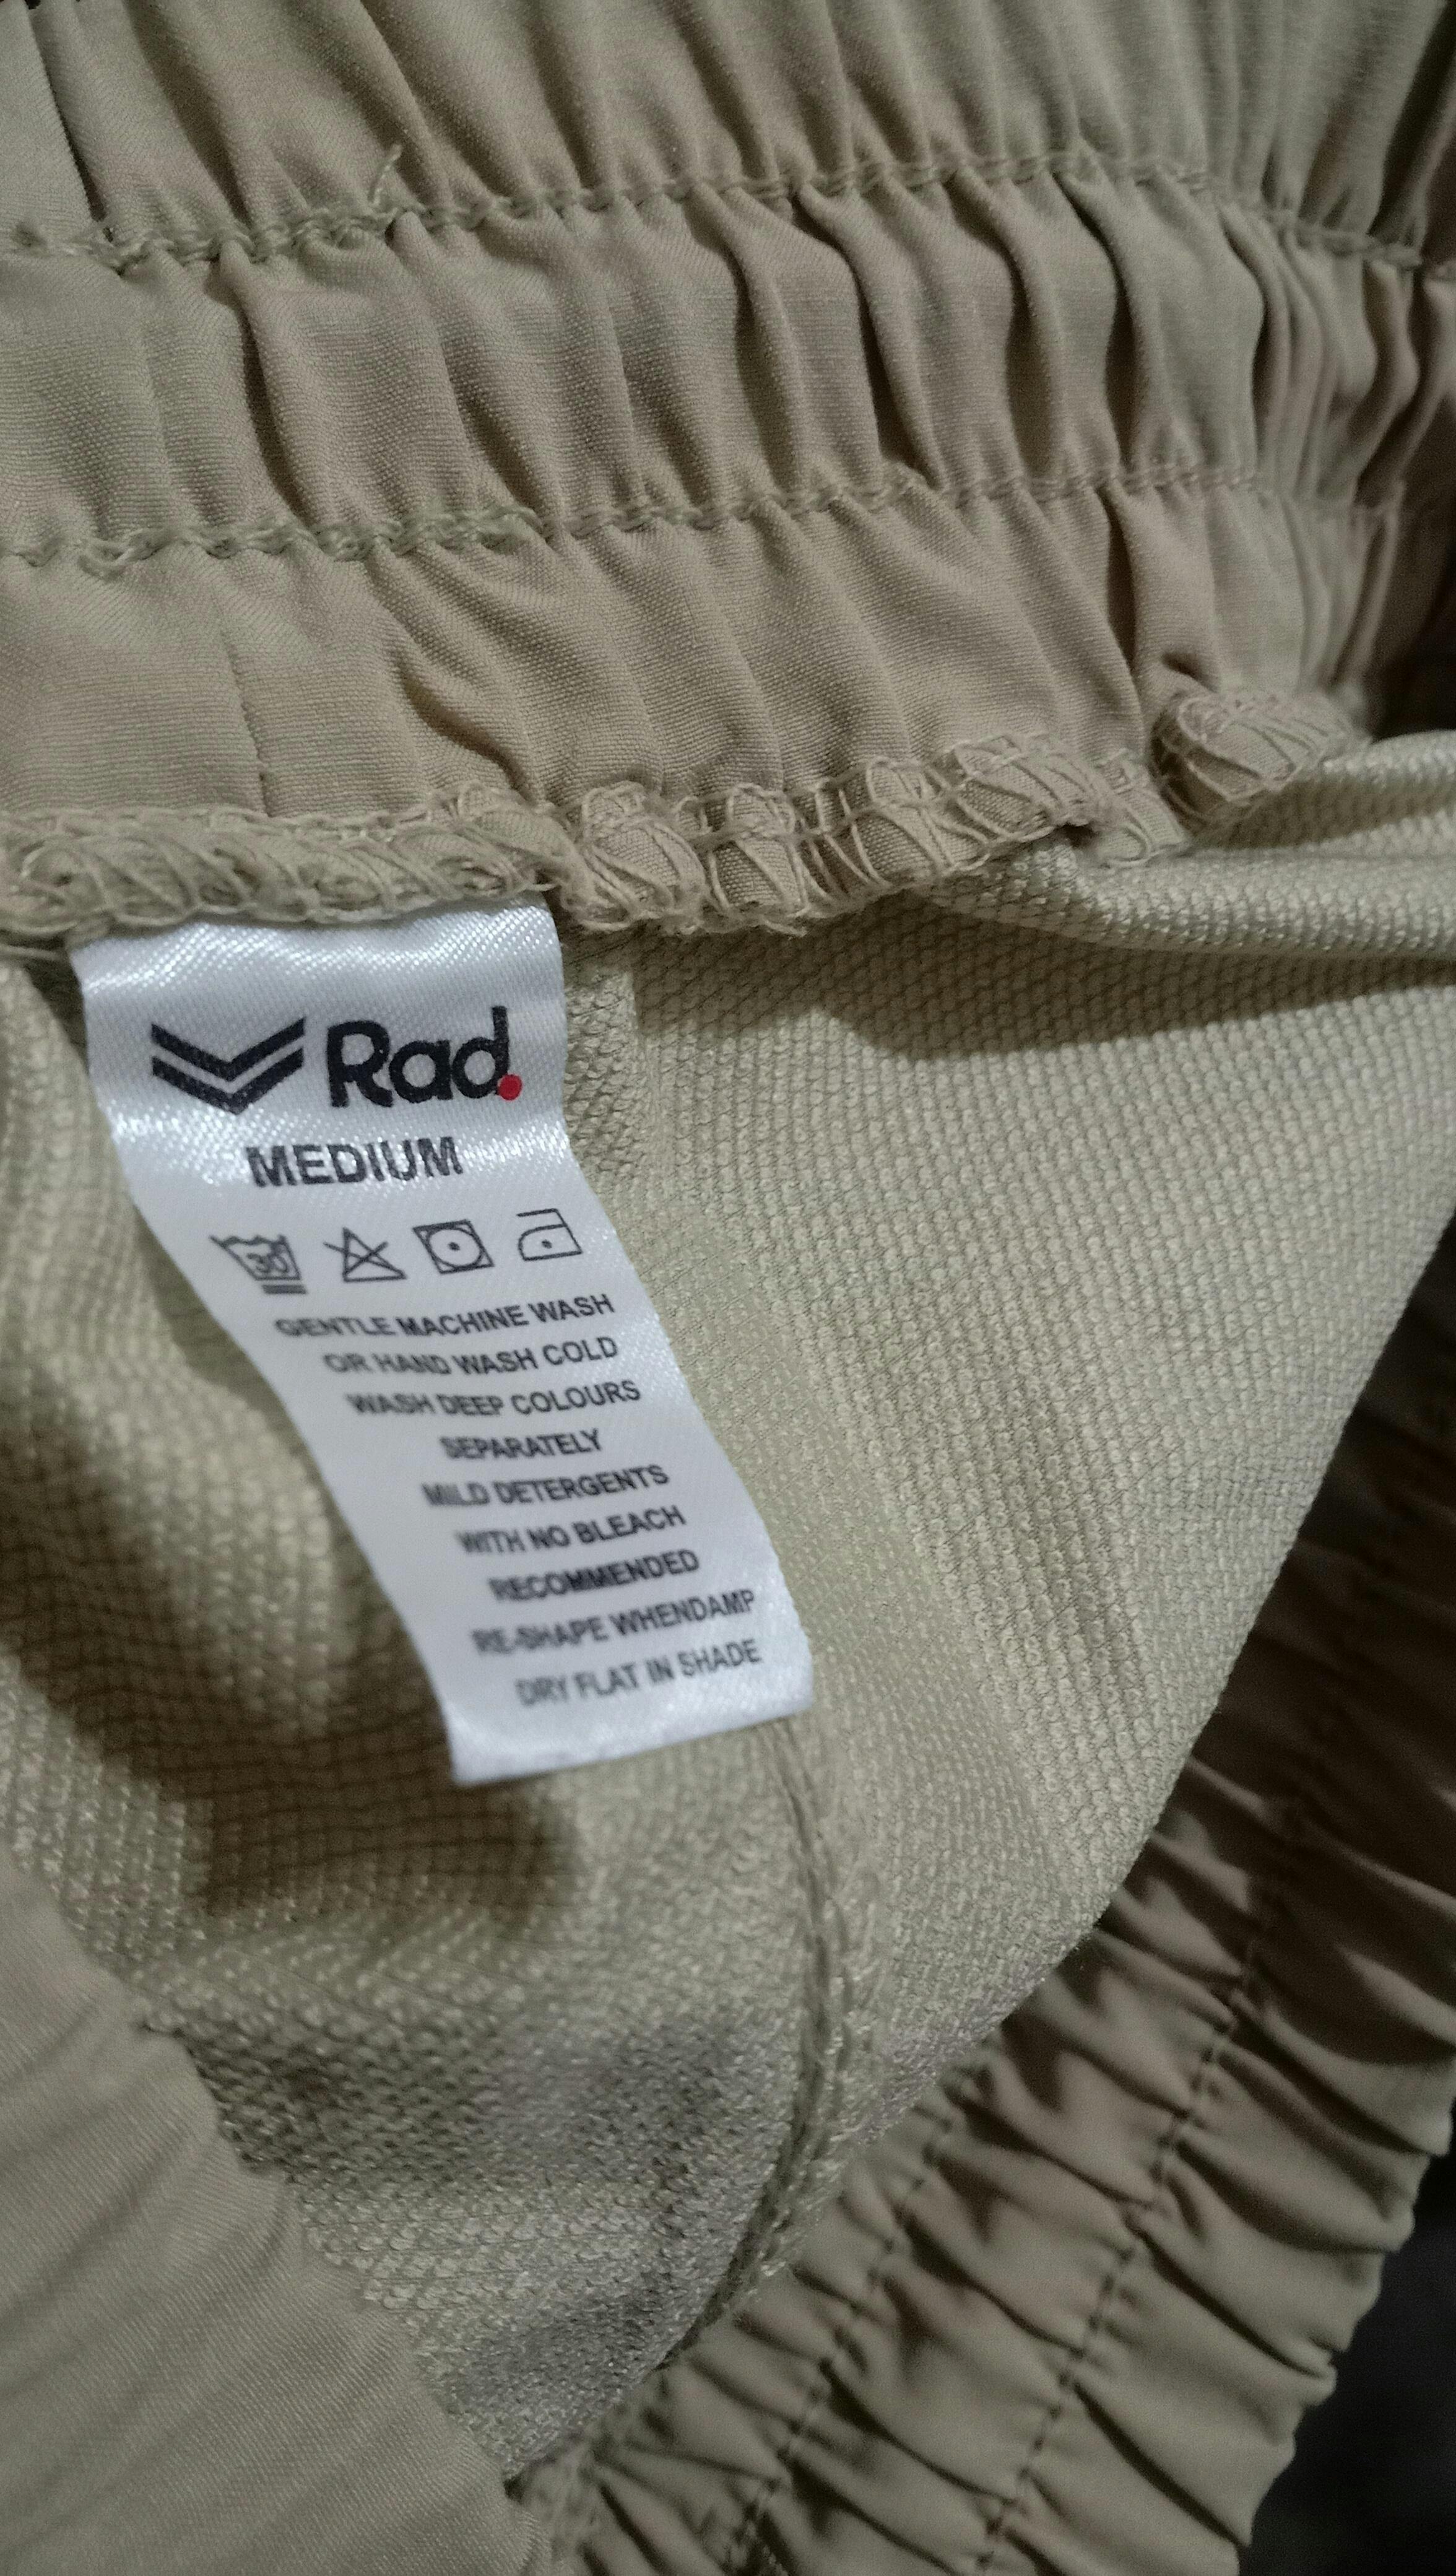 Rad.
MEDIUM
30
GENTLE MACHINE WASH
OR HAND WASH COLD
WASH DEEP COLOURS
SEPARATELY
MILD DETERGENTS
WITH NO BLEACH
RECOMMENDED
RE-SHAPE WHENDAMP
DRY FLAT IN SHADE